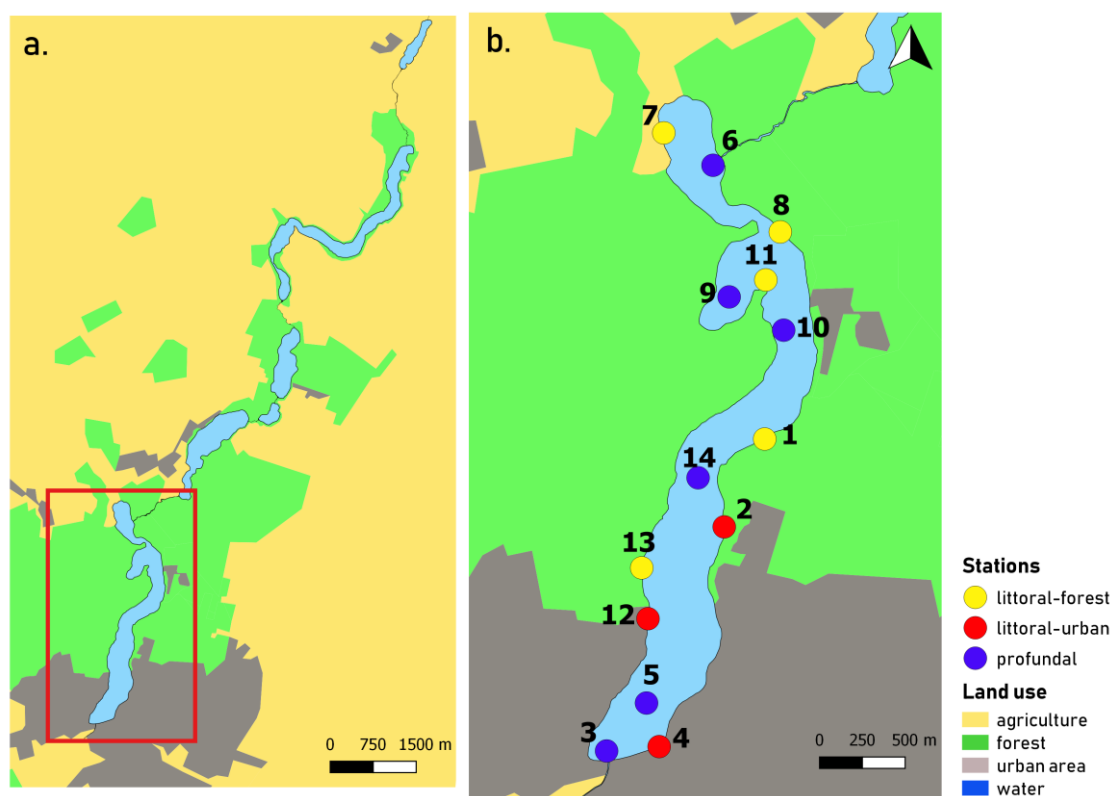 a.
0 750 1500 m
b.
7
6
8
11
9
10
1
14
2
13
12
5
3
4
0 250 500 m
Stations
littoral-forest
littoral-urban
profundal
Land use
agriculture
forest
urban area
water